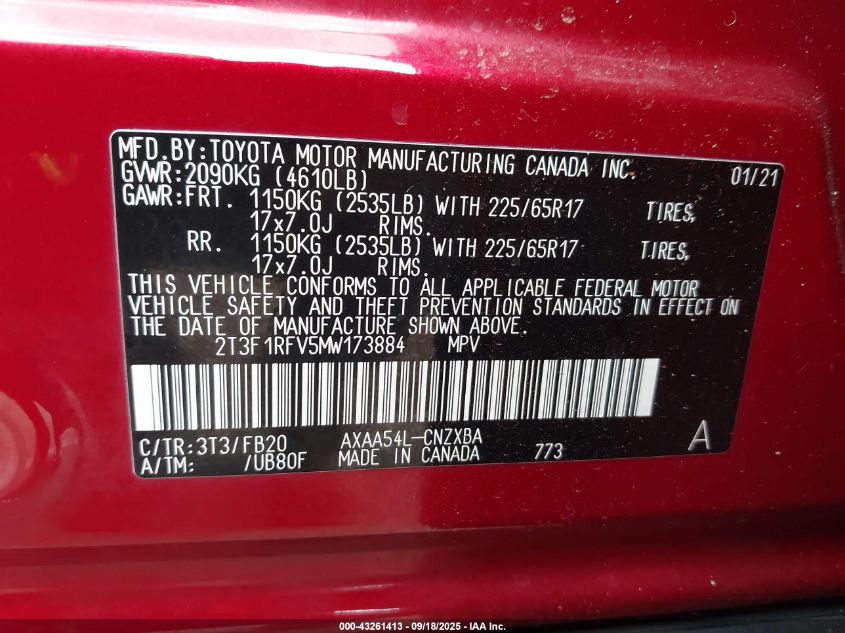 MFD.BY:TOYOTA MOTOR MANUFACTURING CANADA INC. 01/21
GVWR:2090KG (4610LB)
GAWR:FRT. 1150KG (2535LB) WITH 225/65R17 TIRES,
17x7.0J RIMS.
RR. 1150KG (2535LB) WITH 225/65R17 TIRES,
17x7.0J RIMS.
THIS VEHICLE CONFORMS TO ALL APPLICABLE FEDERAL MOTOR
VEHICLE SAFETY AND THEFT PREVENTION STANDARDS IN EFFECT ON
THE DATE OF MANUFACTURE SHOWN ABOVE.
2T3F1RFV5MW173884 MPV
C/TR:3T3/FB20 AXAA54L-CNZXBA A
A/TM: /UB80F MADE IN CANADA 773
000-43261413 - 09/18/2025 - IAA Inc.